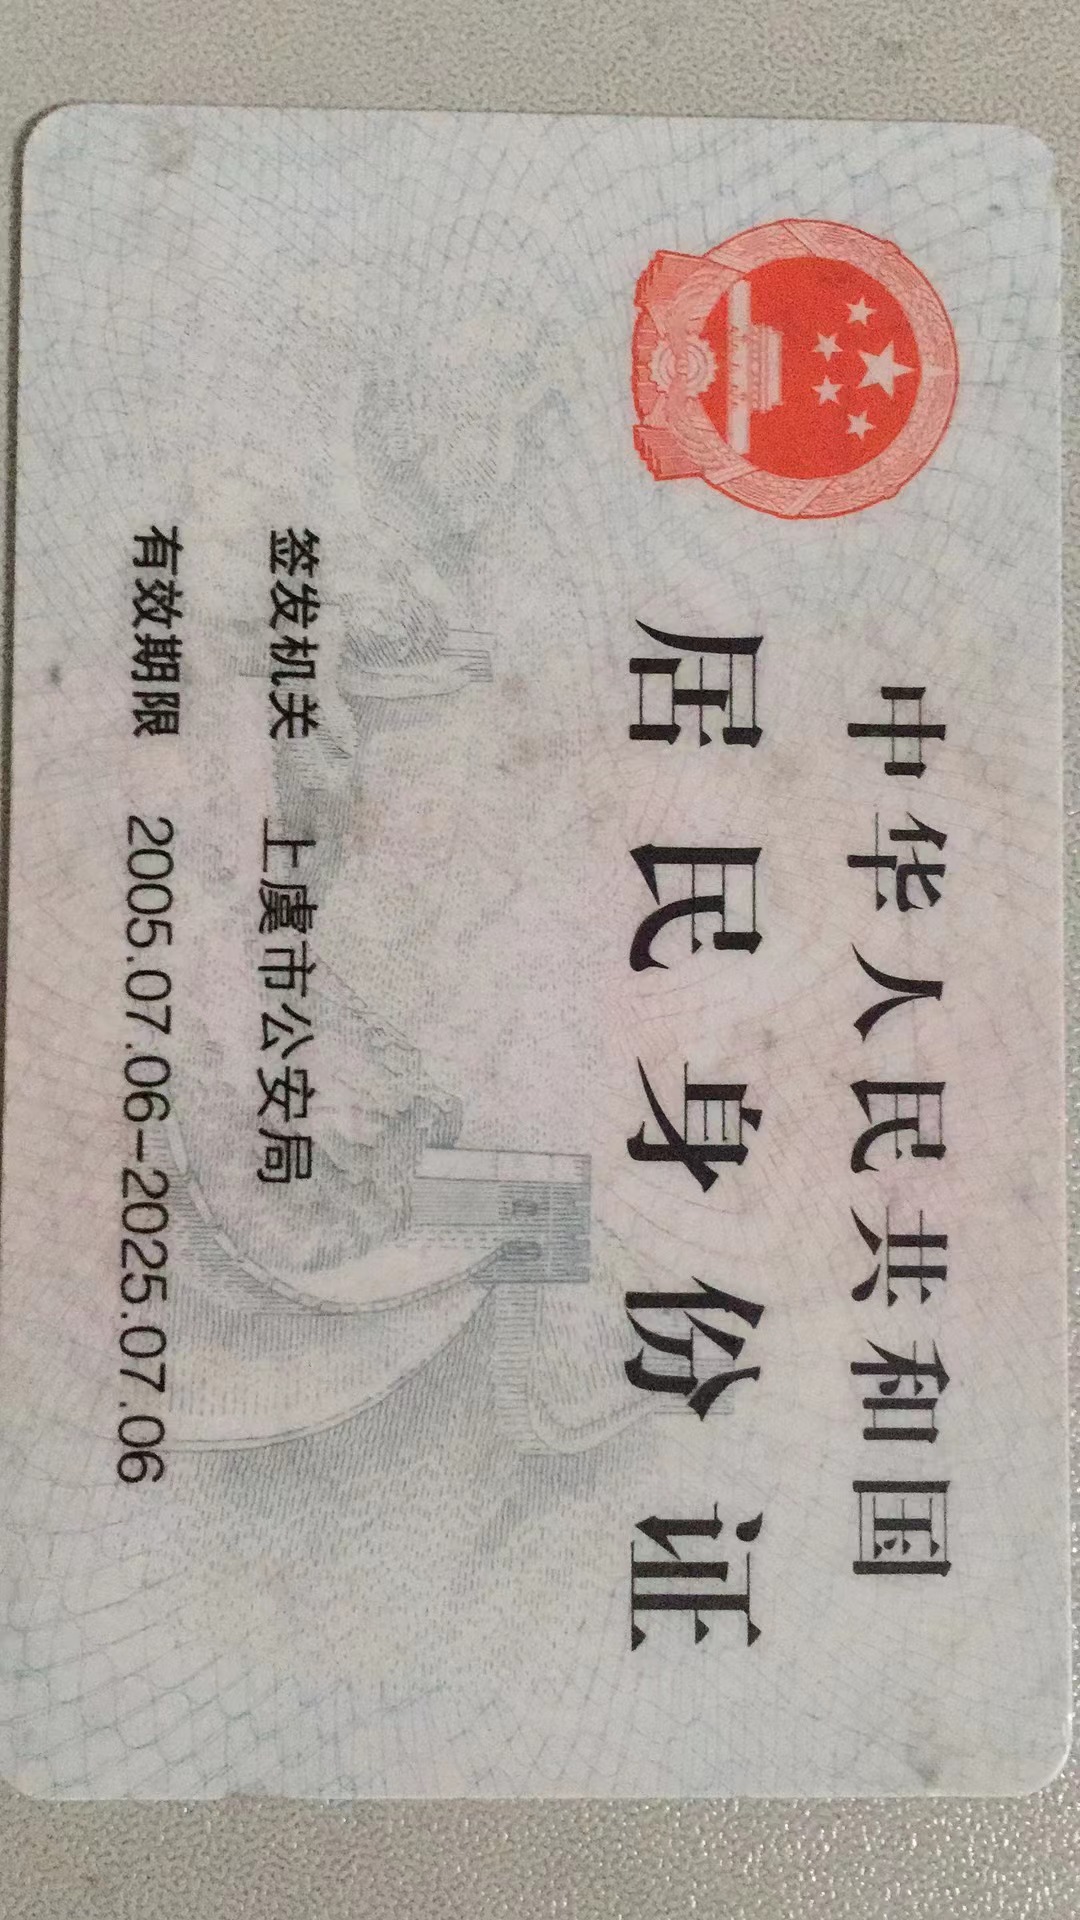 中华人民共和国
居民身份证
签发机关 上虞市公安局
有效期限 2005.07.06-2025.07.06